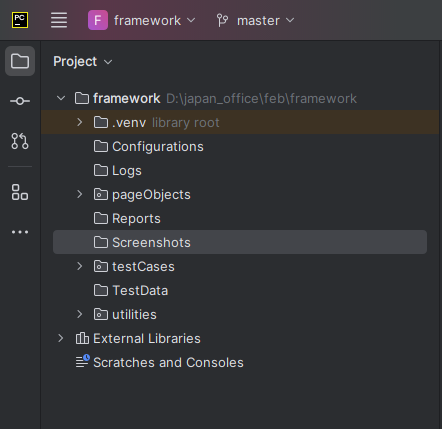 PC F framework master
Project
framework D:\japan_office\feb\framework
.venv library root
Configurations
Logs
pageObjects
Reports
Screenshots
testCases
TestData
utilities
External Libraries
Scratches and Consoles